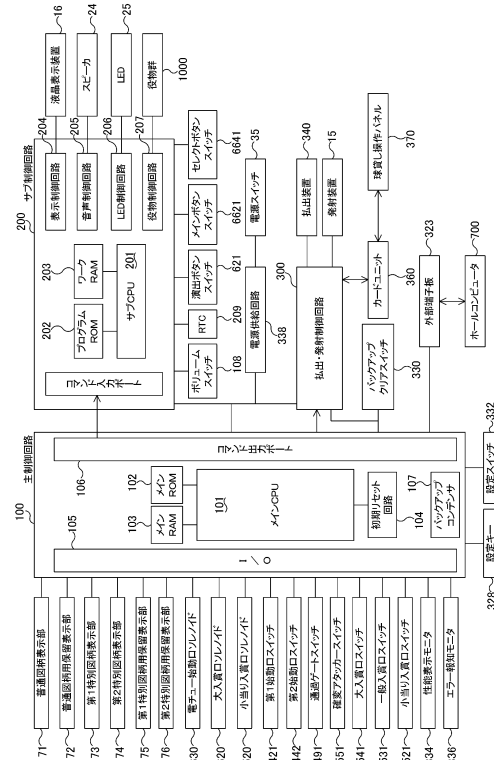 100
主制御回路
71
普通図柄表示部
72
普通図柄用保留表示部
73
第1特別図柄表示部
74
第2特別図柄表示部
75
第1特別図柄用保留表示部
76
第2特別図柄用保留表示部
電チュー始動口ソレノイド
大入賞口ソレノイド
小当り入賞口ソレノイド
421
第1始動口スイッチ
442
第2始動口スイッチ
491
通過ゲートスイッチ
551
確変アタッカースイッチ
541
大入賞口スイッチ
531
一般入賞口スイッチ
521
小当り入賞口スイッチ
334
性能表示モニタ
336
エラー報知モニタ
105
I/O
106
コマンド出力ポート
103
メインRAM
102
メインROM
101
メインCPU
初期リセット回路
104
107
バックアップコンデンサ
328
設定キー
設定スイッチ
332
200
サブ制御回路
コマンド入力ポート
202
プログラムROM
203
ワークRAM
サブCPU
201
204
表示制御回路
205
音声制御回路
206
LED制御回路
207
役物制御回路
液晶表示装置
16
スピーカ
24
LED
25
役物群
1000
ボリュームスイッチ
108
RTC
209
演出ボタンスイッチ
621
メインボタンスイッチ
6621
セレクトボタンスイッチ
6641
電源供給回路
338
電源スイッチ
35
300
払出・発射制御回路
払出装置
340
発射装置
15
バックアップクリアスイッチ
330
カードユニット
360
球貸し操作パネル
370
外部端子板
323
ホールコンピュータ
700